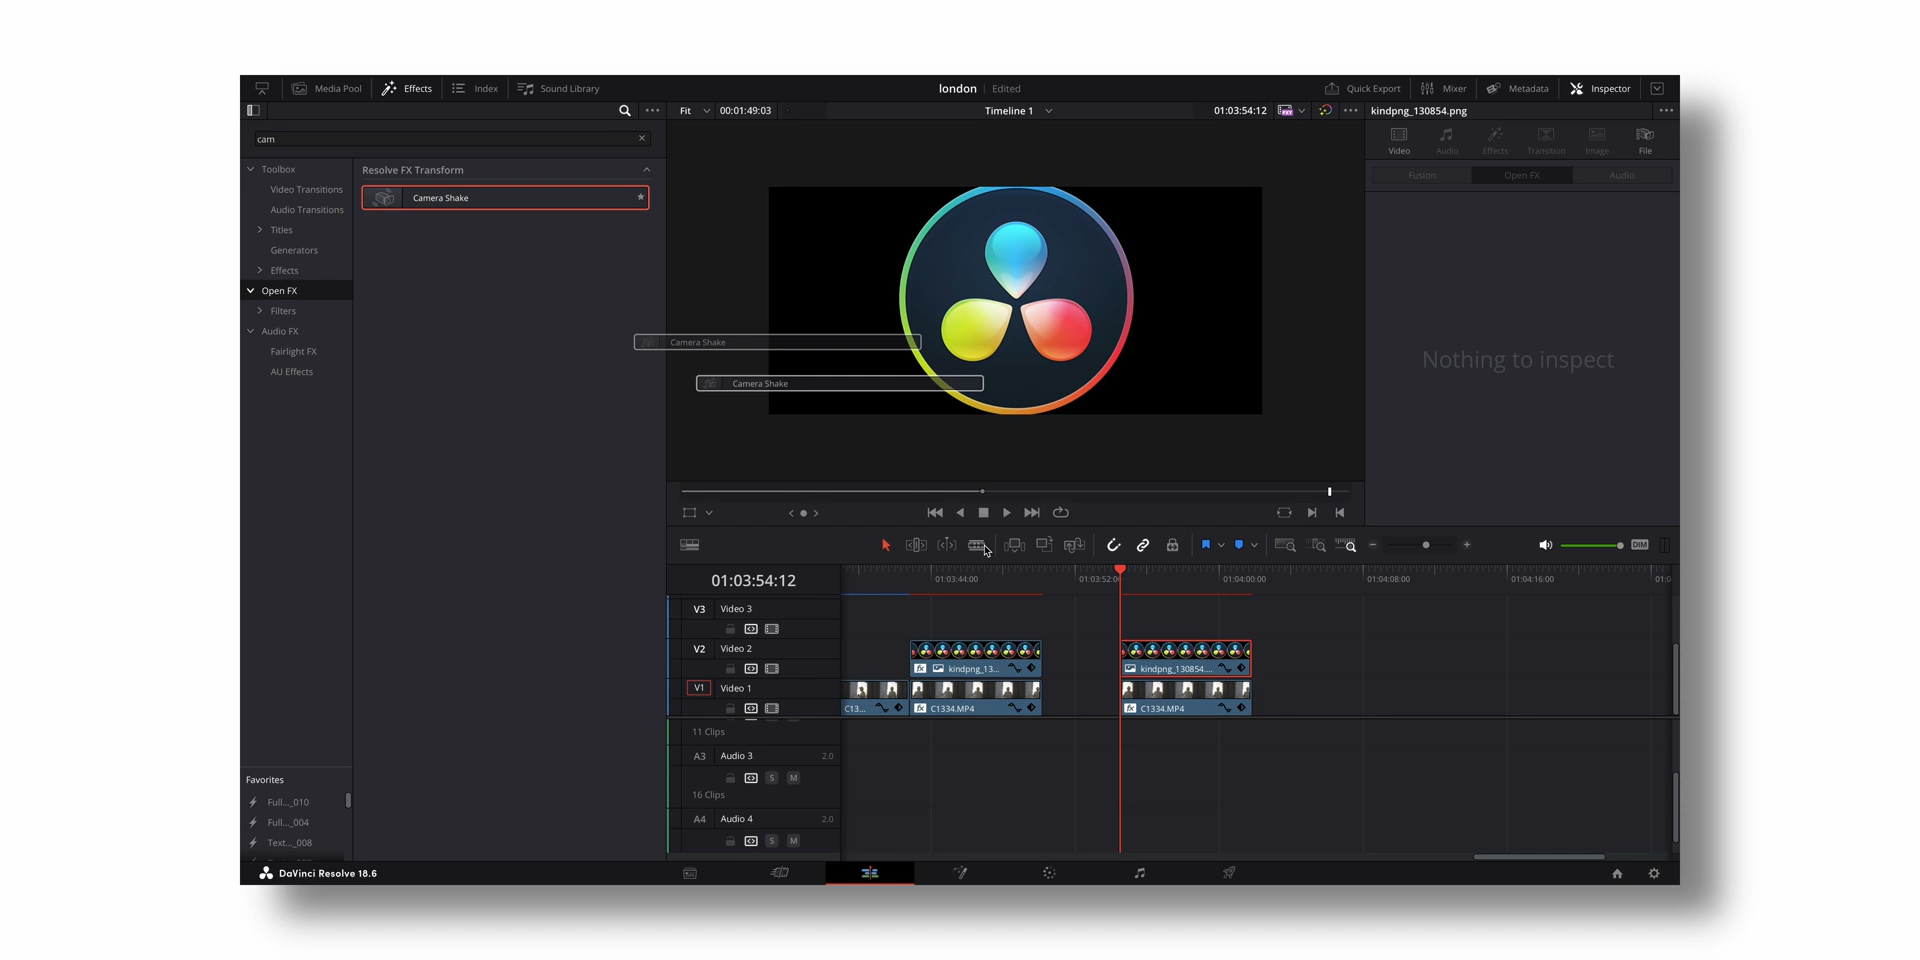 Media Pool
Effects
Index
Sound Library
london
Edited
Quick Export
Mixer
Metadata
Inspector
Fit
00:01:49:03
Timeline 1
01:03:54:12
kindpng_130854.png
cam
Toolbox
Video Transitions
Audio Transitions
Titles
Generators
Effects
Open FX
Filters
Audio FX
Fairlight FX
AU Effects
Resolve FX Transform
Camera Shake
Camera Shake
Camera Shake
Video
Audio
Effects
Transition
Image
File
Fusion
Open FX
Audio
Nothing to inspect
DIM
01:03:54:12
01:03:44:00
01:03:52:00
01:04:00:00
01:04:08:00
01:04:16:00
V3 Video 3
V2 Video 2
kindpng_13...
kindpng_130854....
V1 Video 1
C13...
C1334.MP4
C1334.MP4
11 Clips
A3 Audio 3 2.0
S M
16 Clips
A4 Audio 4 2.0
S M
Favorites
Full..._010
Full..._004
Text..._008
DaVinci Resolve 18.6